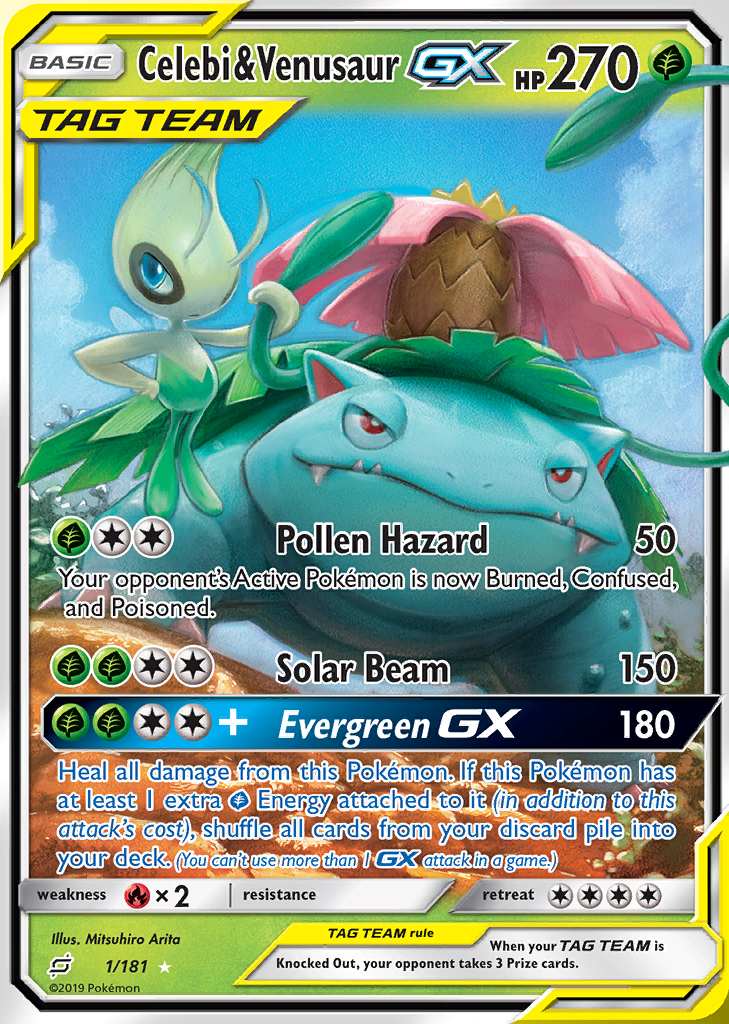 BASIC Celebi&Venusaur GX HP270
TAG TEAM
Pollen Hazard 50
Your opponent's Active Pokémon is now Burned, Confused,
and Poisoned.
Solar Beam 150
+ Evergreen GX 180
Heal all damage from this Pokémon. If this Pokémon has
at least 1 extra Energy attached to it (in addition to this
attack's cost), shuffle all cards from your discard pile into
your deck. (You can't use more than 1 GX attack in a game.)
weakness ×2 resistance retreat
Illus. Mitsuhiro Arita
TAG TEAM rule
When your TAG TEAM is
Knocked Out, your opponent takes 3 Prize cards.
1/181
©2019 Pokémon